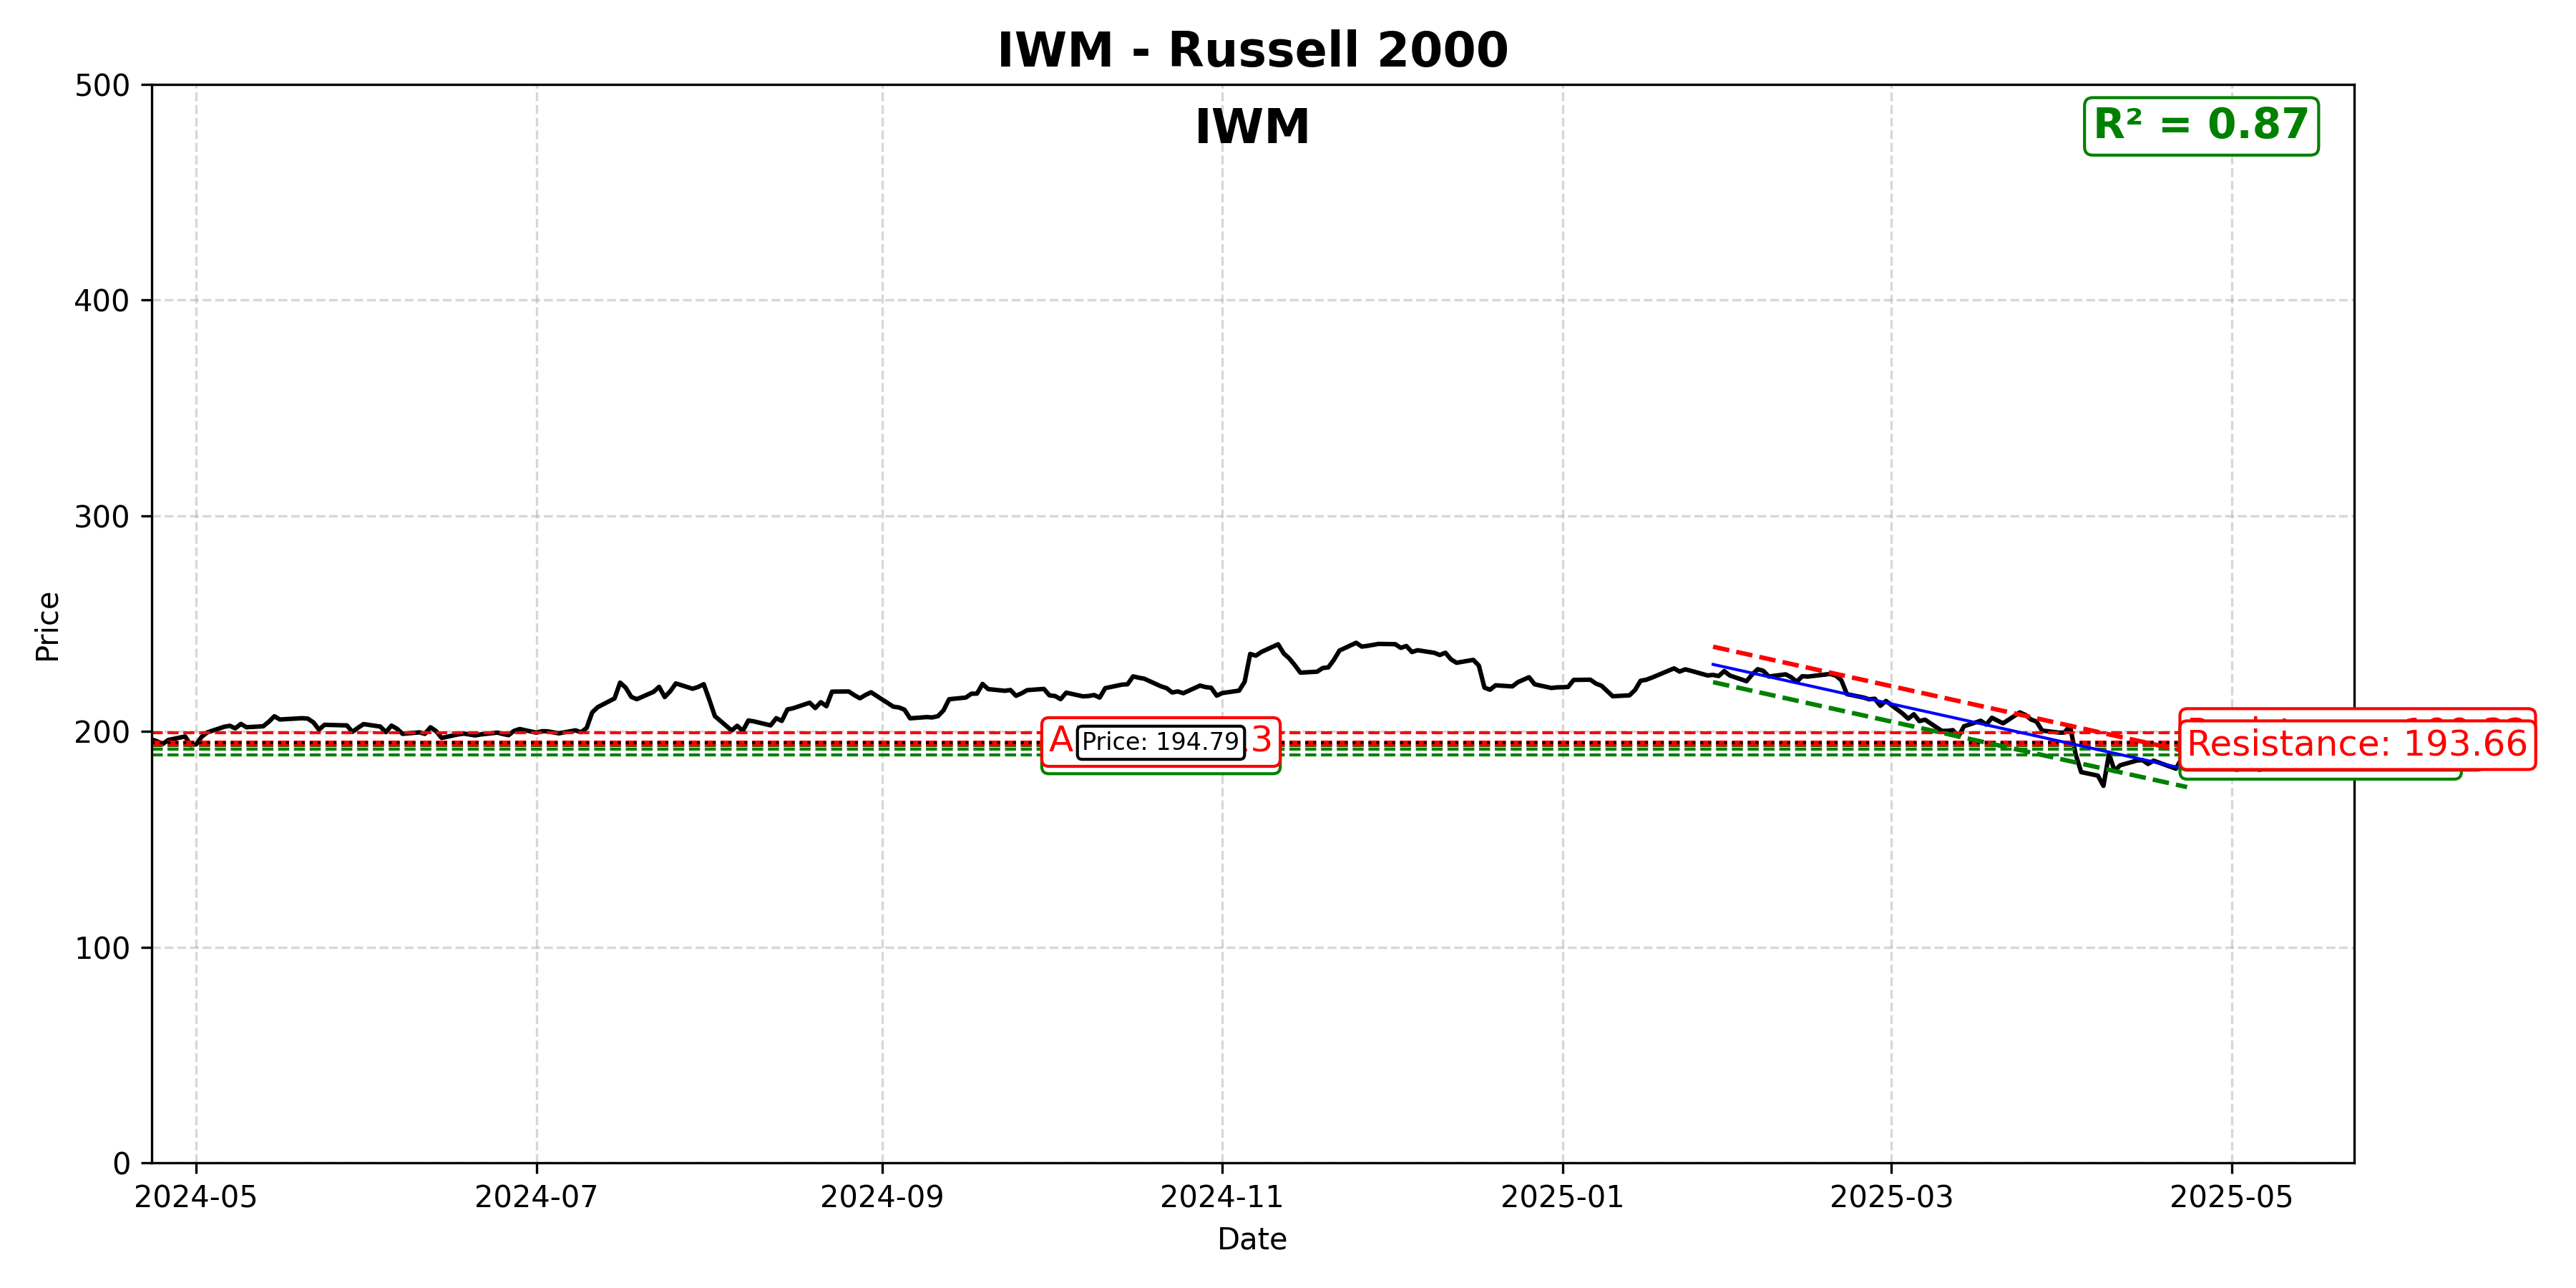 IWM - Russell 2000
IWM
R² = 0.87
500
400
300
200
100
0
Price
A
Price: 194.79
.3
Resistance: 193.66
2024-05
2024-07
2024-09
2024-11
2025-01
2025-03
2025-05
Date